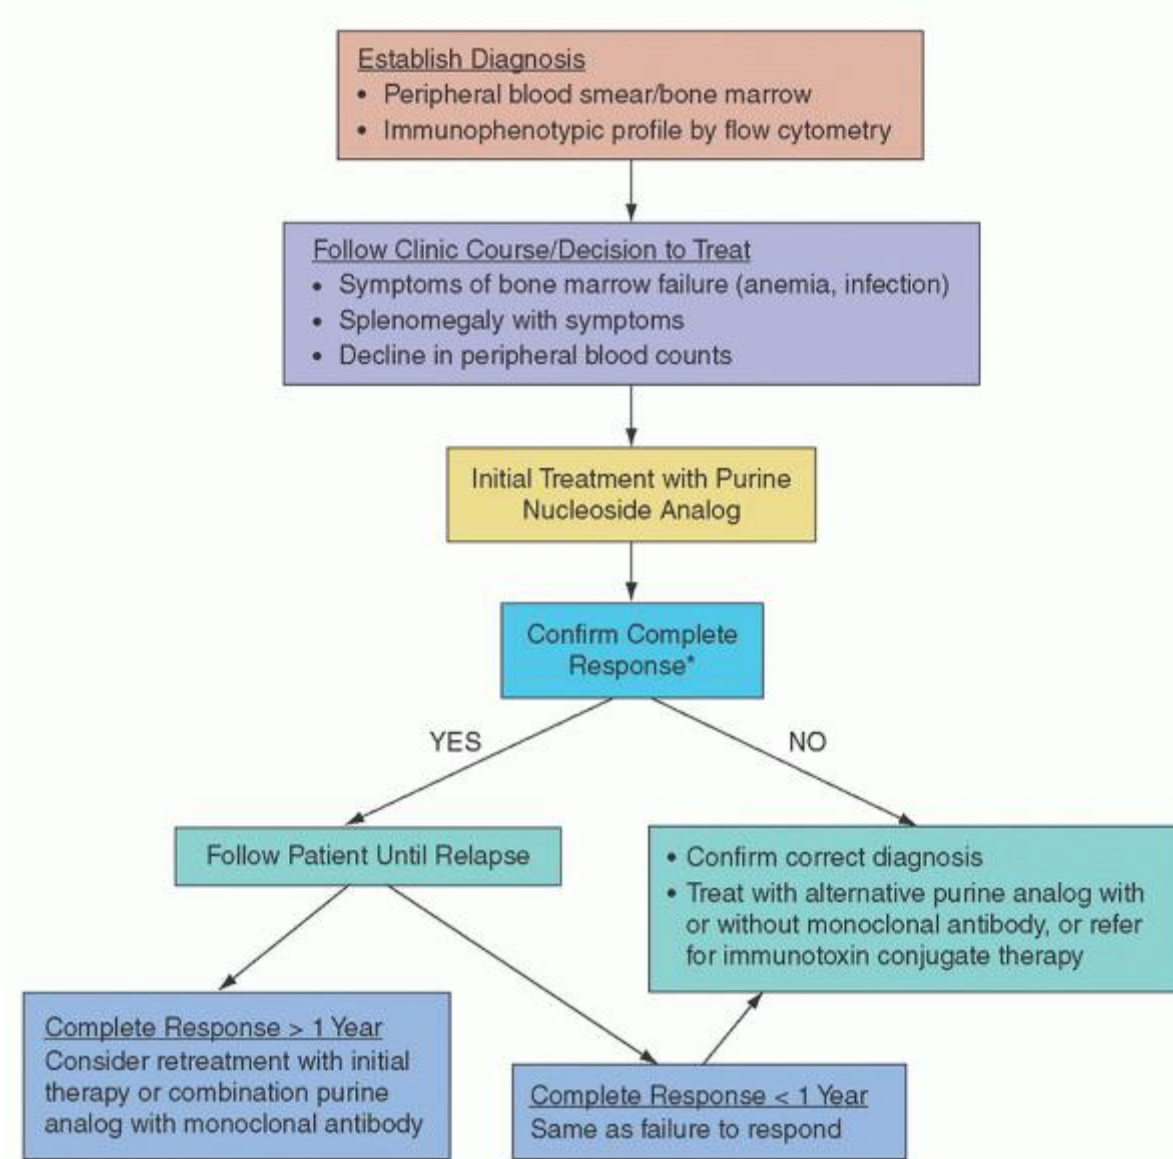 Establish Diagnosis
• Peripheral blood smear/bone marrow
• Immunophenotypic profile by flow cytometry
Follow Clinic Course/Decision to Treat
• Symptoms of bone marrow failure (anemia, infection)
• Splenomegaly with symptoms
• Decline in peripheral blood counts
Initial Treatment with Purine
Nucleoside Analog
Confirm Complete
Response*
YES
NO
Follow Patient Until Relapse
• Confirm correct diagnosis
• Treat with alternative purine analog with
or without monoclonal antibody, or refer
for immunotoxin conjugate therapy
Complete Response > 1 Year
Consider retreatment with initial
therapy or combination purine
analog with monoclonal antibody
Complete Response < 1 Year
Same as failure to respond